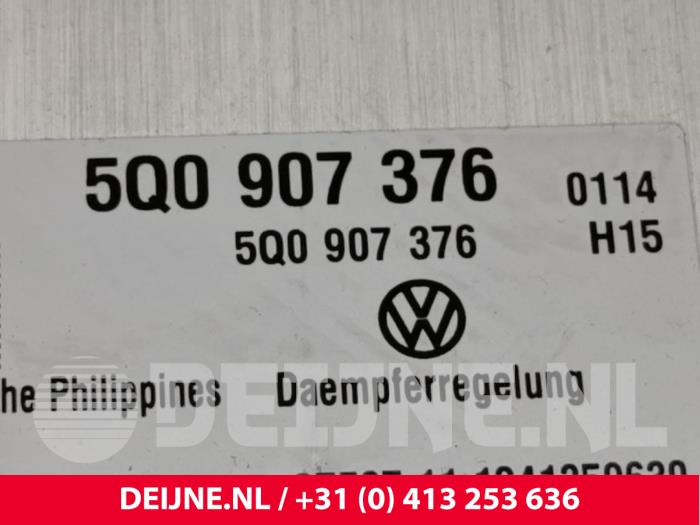 5Q0 907 376 0114
5Q0 907 376 H15
he Philippines Daempferregelung
DEIJNE.NL
DEIJNE.NL / +31 (0) 413 253 636